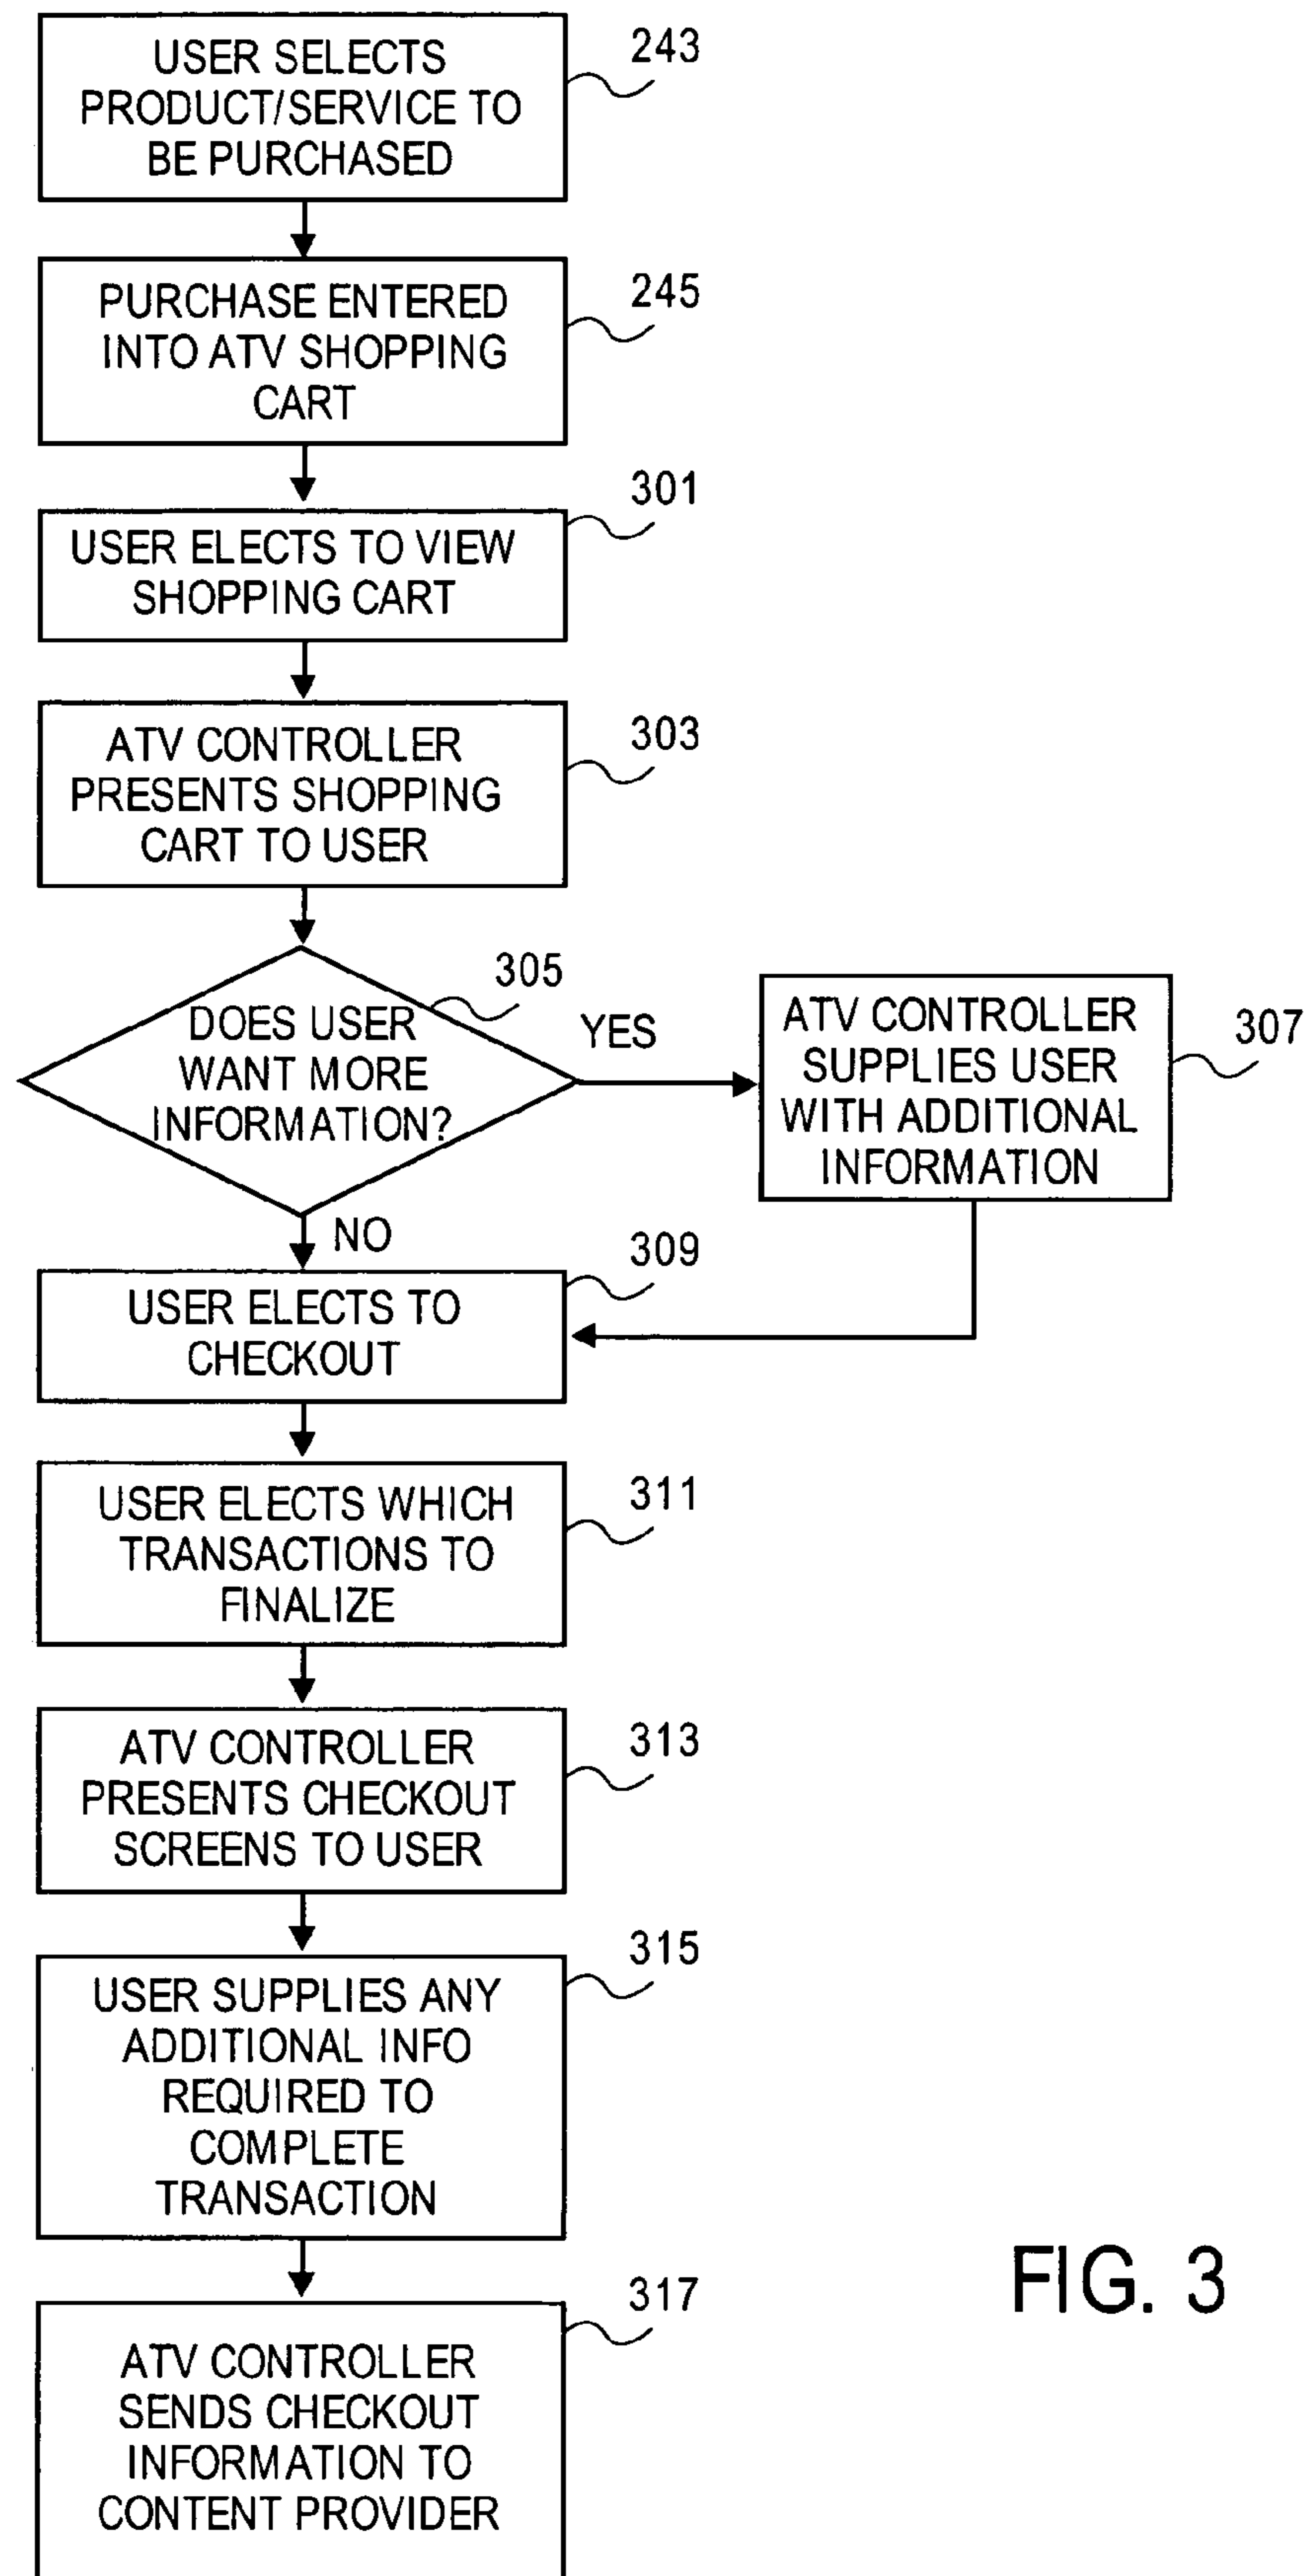 USER SELECTS
PRODUCT/SERVICE TO
BE PURCHASED
243
PURCHASE ENTERED
INTO ATV SHOPPING
CART
245
USER ELECTS TO VIEW
SHOPPING CART
301
ATV CONTROLLER
PRESENTS SHOPPING
CART TO USER
303
DOES USER
WANT MORE
INFORMATION?
305
YES
ATV CONTROLLER
SUPPLIES USER
WITH ADDITIONAL
INFORMATION
307
NO
USER ELECTS TO
CHECKOUT
309
USER ELECTS WHICH
TRANSACTIONS TO
FINALIZE
311
ATV CONTROLLER
PRESENTS CHECKOUT
SCREENS TO USER
313
USER SUPPLIES ANY
ADDITIONAL INFO
REQUIRED TO
COMPLETE
TRANSACTION
315
ATV CONTROLLER
SENDS CHECKOUT
INFORMATION TO
CONTENT PROVIDER
317
FIG. 3